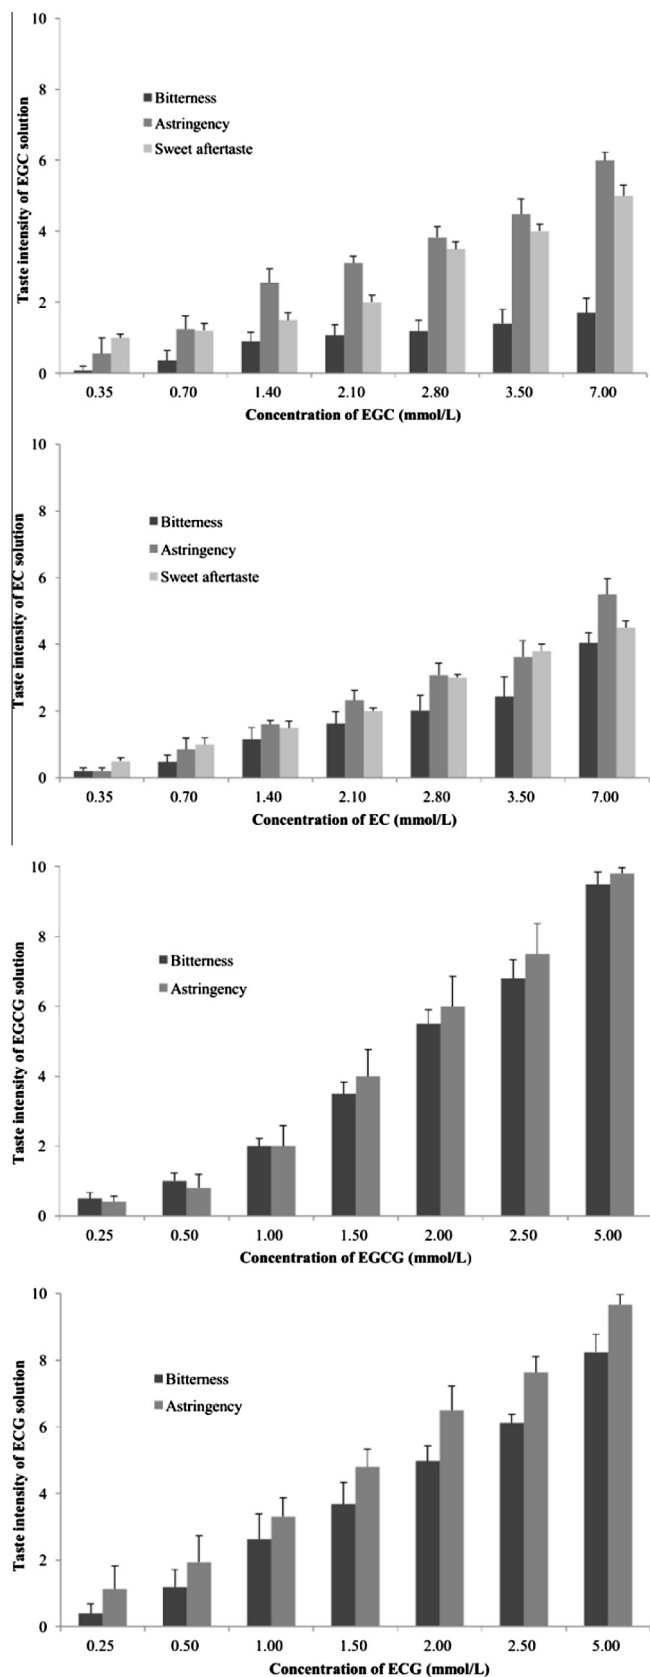 10
8
6
4
2
0
Taste intensity of EGC solution
Bitterness
Astringency
Sweet aftertaste
0.35 0.70 1.40 2.10 2.80 3.50 7.00
Concentration of EGC (mmol/L)
10
8
6
4
2
0
Taste intensity of EC solution
Bitterness
Astringency
Sweet aftertaste
0.35 0.70 1.40 2.10 2.80 3.50 7.00
Concentration of EC (mmol/L)
10
8
6
4
2
0
Taste intensity of EGCG solution
Bitterness
Astringency
0.25 0.50 1.00 1.50 2.00 2.50 5.00
Concentration of EGCG (mmol/L)
10
8
6
4
2
0
Taste intensity of ECG solution
Bitterness
Astringency
0.25 0.50 1.00 1.50 2.00 2.50 5.00
Concentration of ECG (mmol/L)